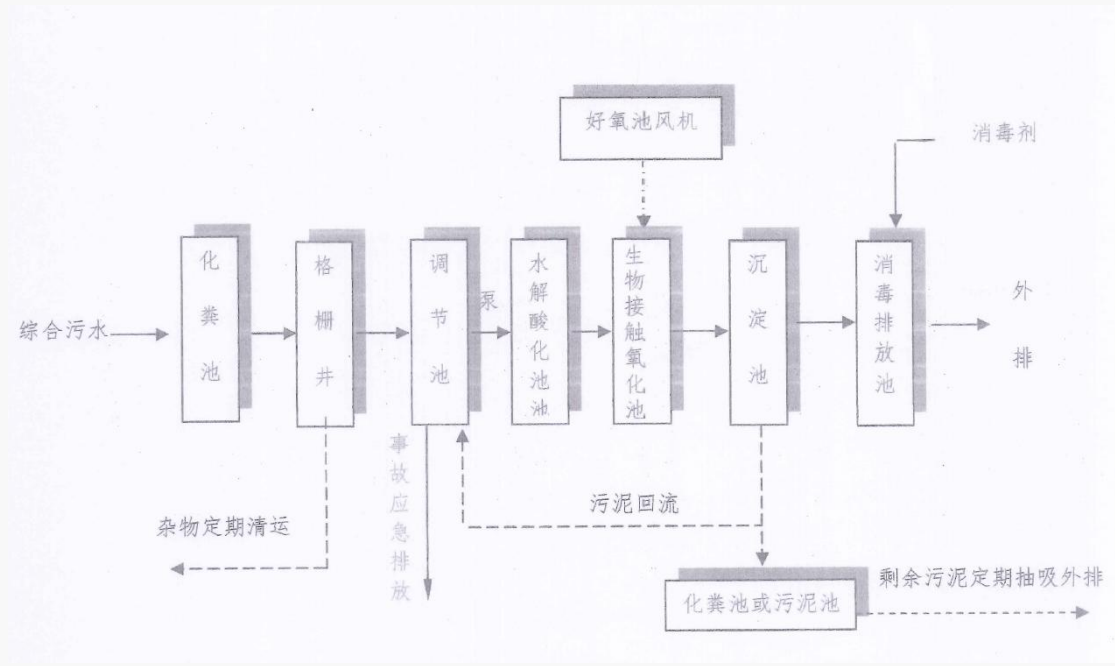 好氧池风机
消毒剂
综合污水
化粪池
格栅井
调节池
泵
水解酸化池池
生物接触氧化池
沉淀池
消毒排放池
外排
事故应急排放
杂物定期清运
污泥回流
化粪池或污泥池
剩余污泥定期抽吸外排